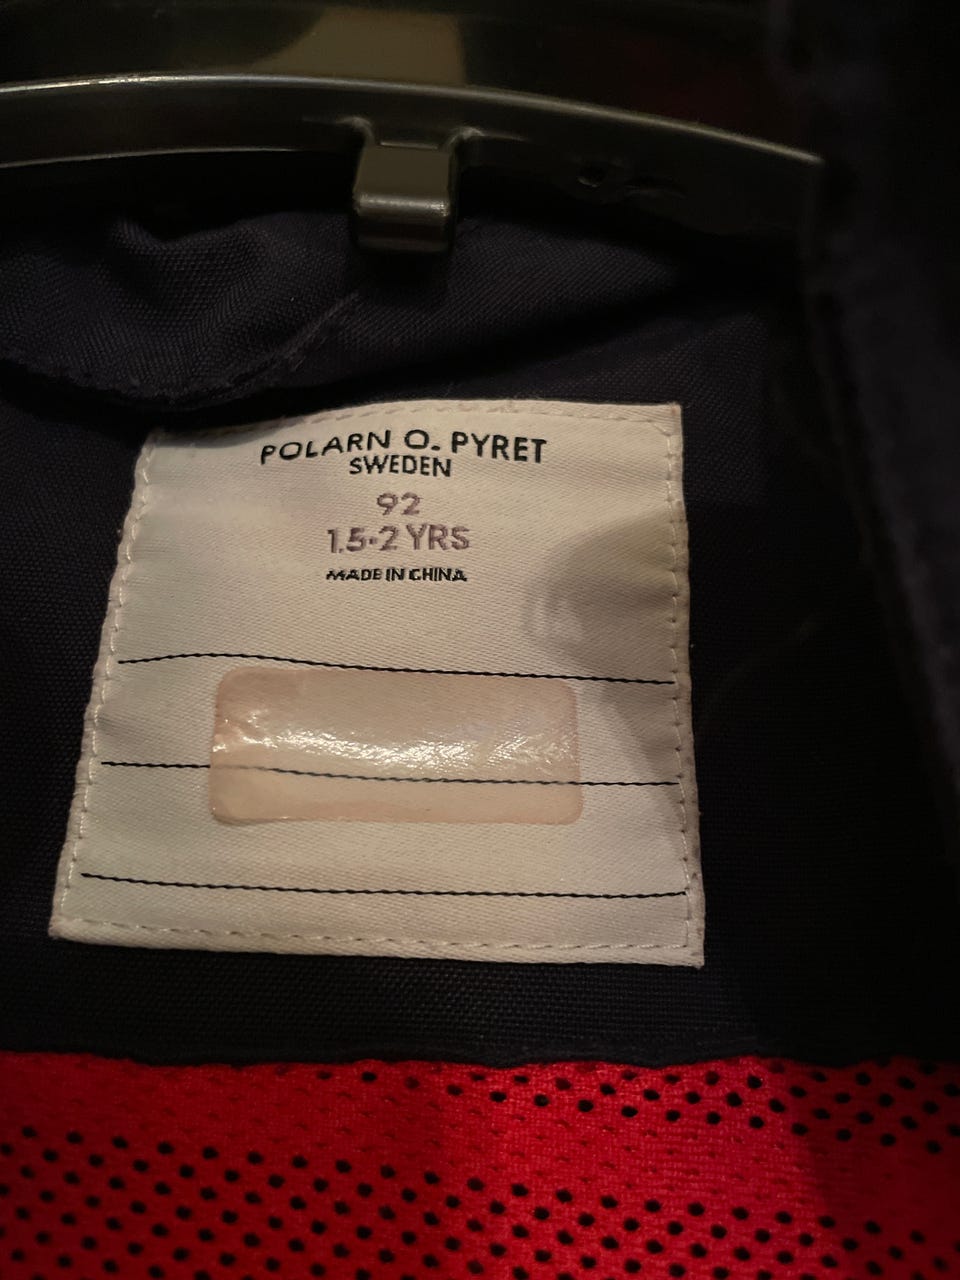 POLARN O. PYRET
SWEDEN
92
1.5-2 YRS
MADE IN CHINA